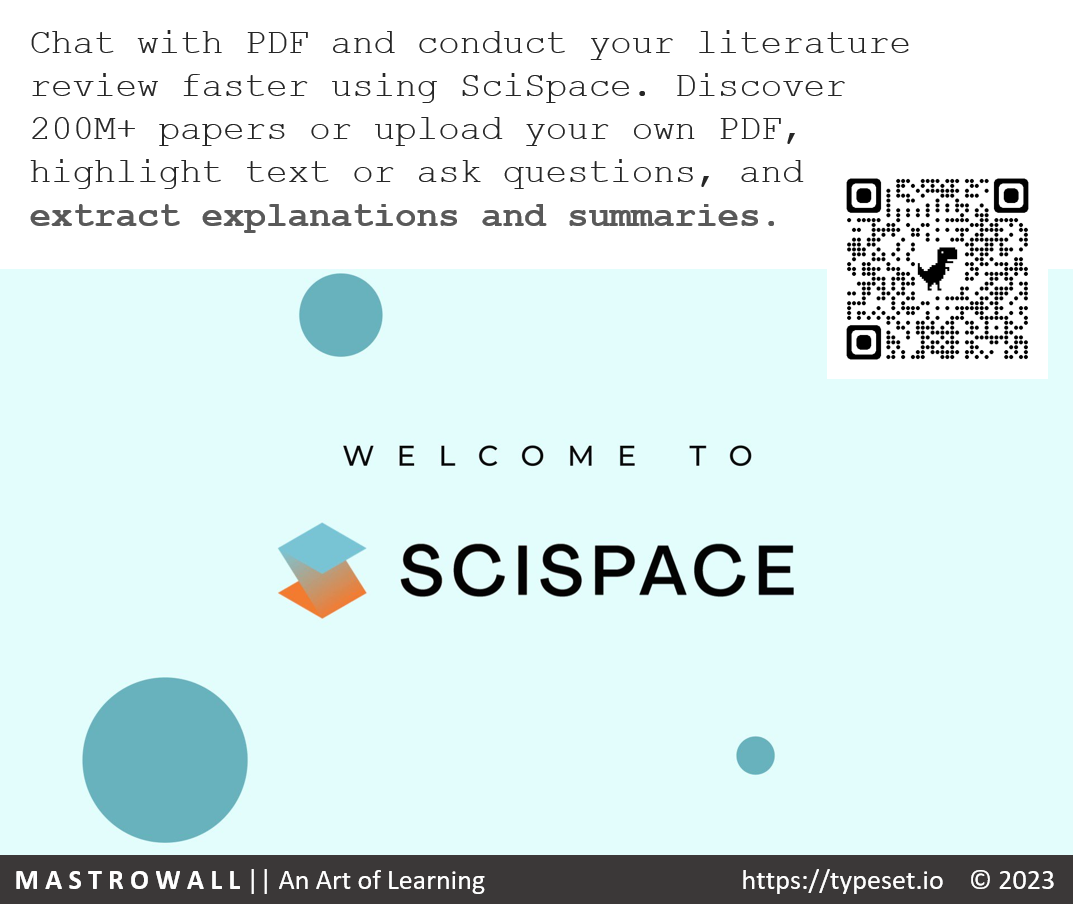 Chat with PDF and conduct your literature
review faster using SciSpace. Discover
200M+ papers or upload your own PDF,
highlight text or ask questions, and
extract explanations and summaries.
WELCOME TO
SCISPACE
MASTROWALL || An Art of Learning
https://typeset.io © 2023